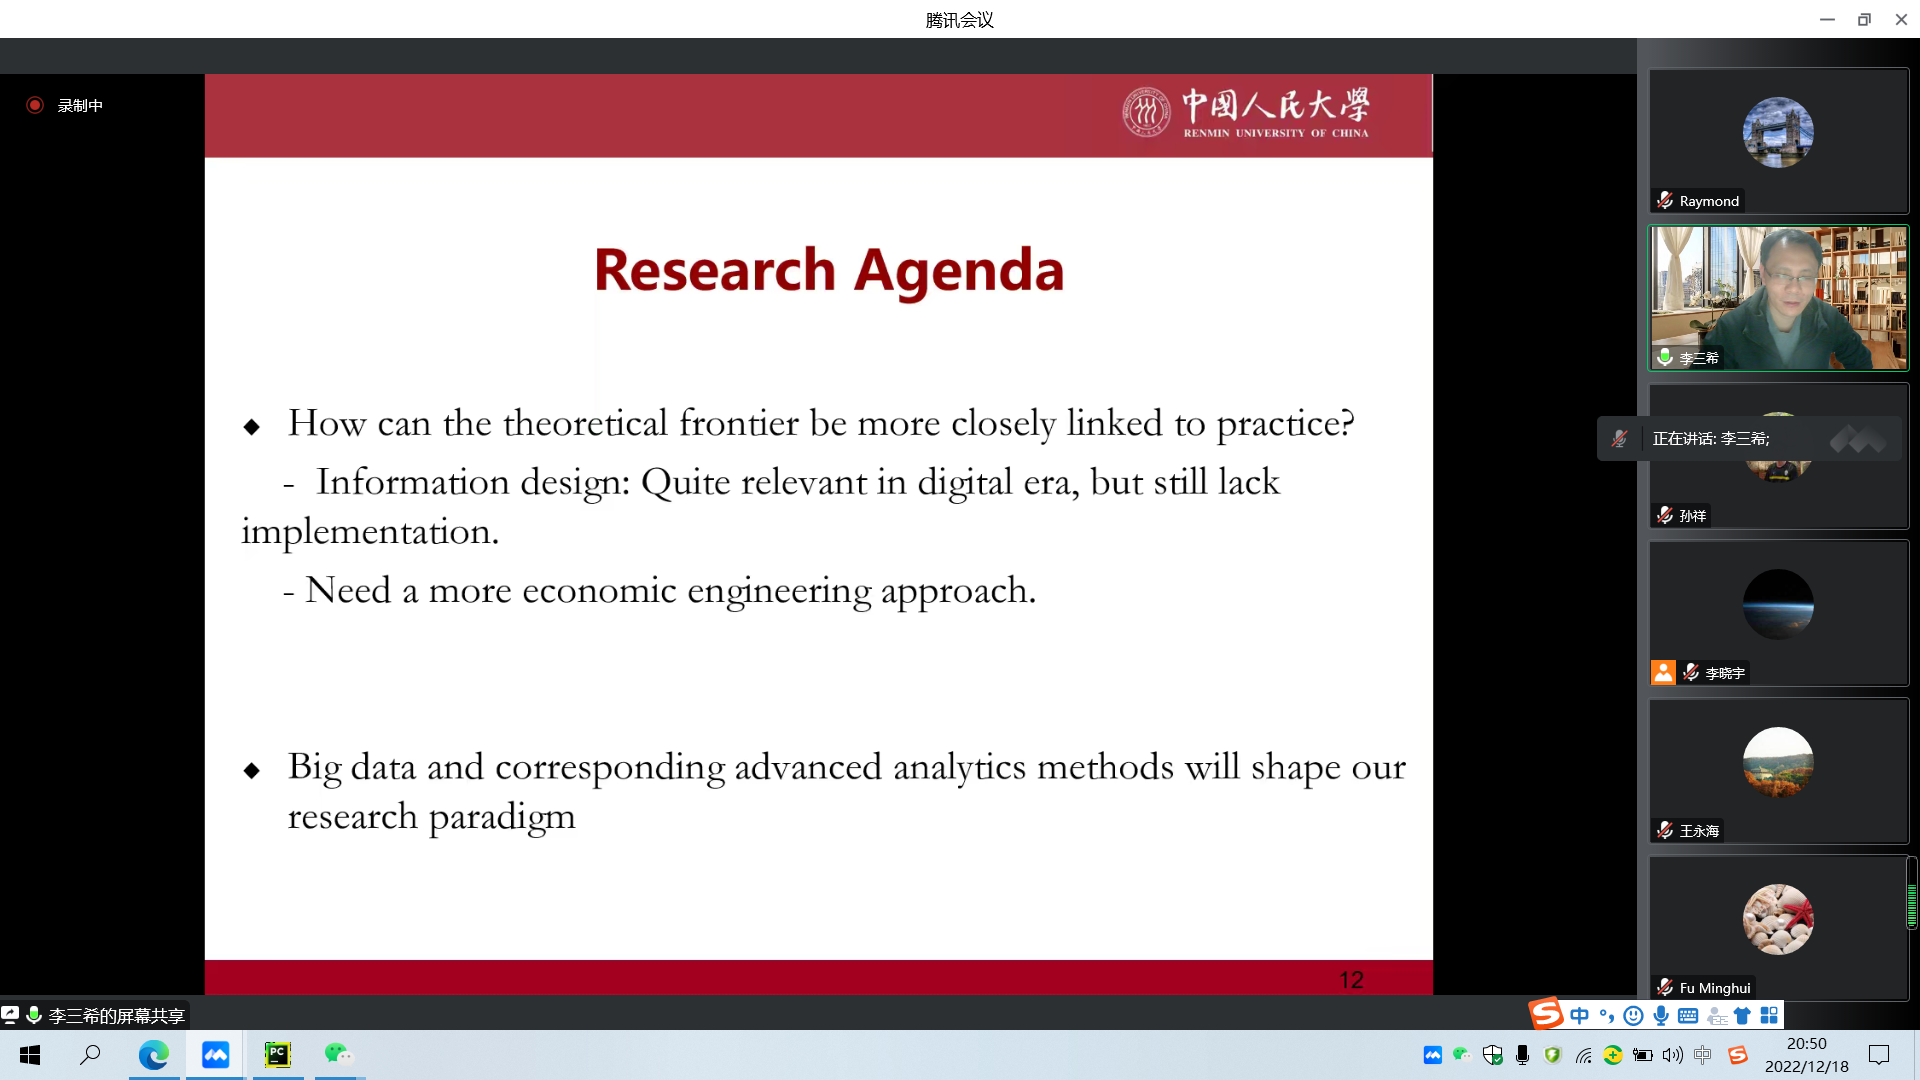 腾讯会议
录制中
中國人民大學
RENMIN UNIVERSITY OF CHINA
Research Agenda
How can the theoretical frontier be more closely linked to practice?
- Information design: Quite relevant in digital era, but still lack
implementation.
- Need a more economic engineering approach.
Big data and corresponding advanced analytics methods will shape our
research paradigm
12
Raymond
李三希
正在讲话: 李三希;
孙祥
李晓宇
王永海
Fu Minghui
李三希的屏幕共享
S 中
PC
中
S
20:50
2022/12/18